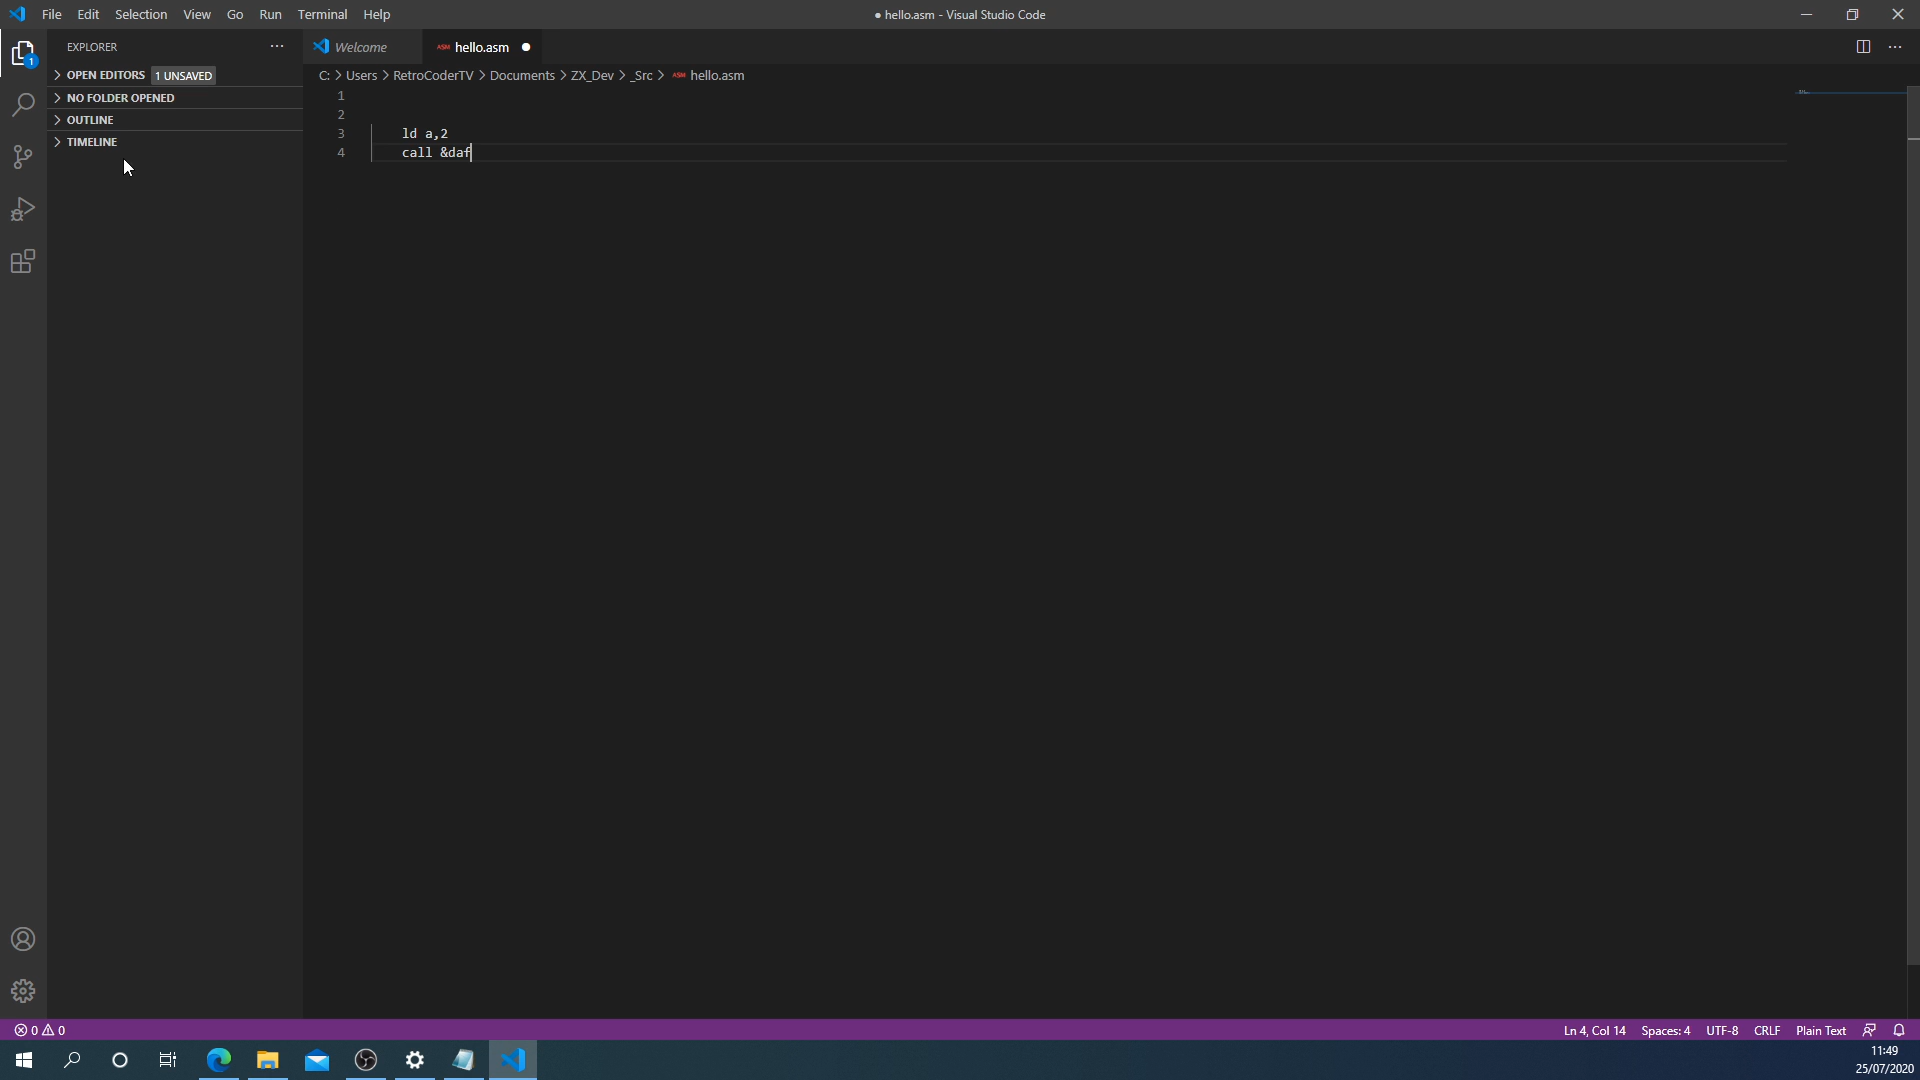 File Edit Selection View Go Run Terminal Help
● hello.asm - Visual Studio Code
EXPLORER
OPEN EDITORS 1 UNSAVED
NO FOLDER OPENED
OUTLINE
TIMELINE
Welcome
ASM hello.asm
C: > Users > RetroCoderTV > Documents > ZX_Dev > _Src > ASM hello.asm
1
2
3 ld a,2
4 call &daf
1
0 0
Ln 4, Col 14 Spaces: 4 UTF-8 CRLF Plain Text
11:49
25/07/2020